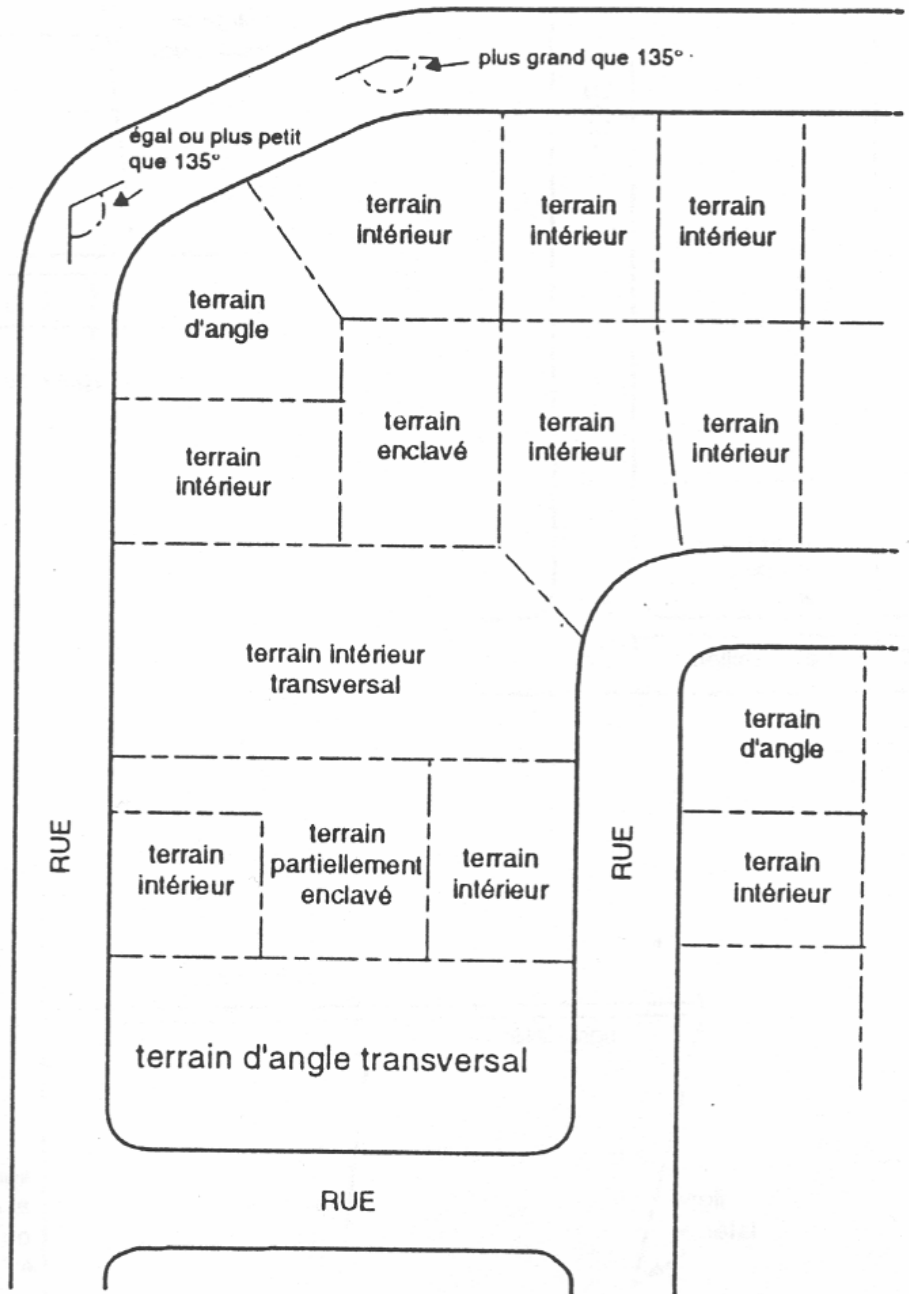 plus grand que 135°
égal ou plus petit
que 135°
terrain
intérieur
terrain
intérieur
terrain
intérieur
terrain
d'angle
terrain
enclavé
terrain
intérieur
terrain
intérieur
terrain
intérieur
terrain intérieur
transversal
terrain
d'angle
RUE
terrain
intérieur
terrain
partiellement
enclavé
terrain
intérieur
RUE
terrain
intérieur
terrain d'angle transversal
RUE